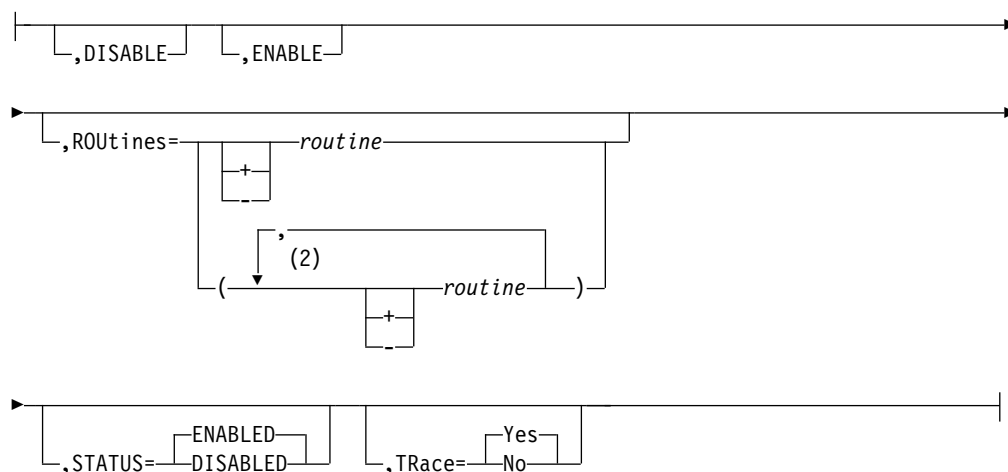 ,DISABLE ,ENABLE
,ROUtines= routine
+
-
,
(2)
( routine )
+
-
ENABLED Yes
,STATUS= DISABLED ,TRace= No